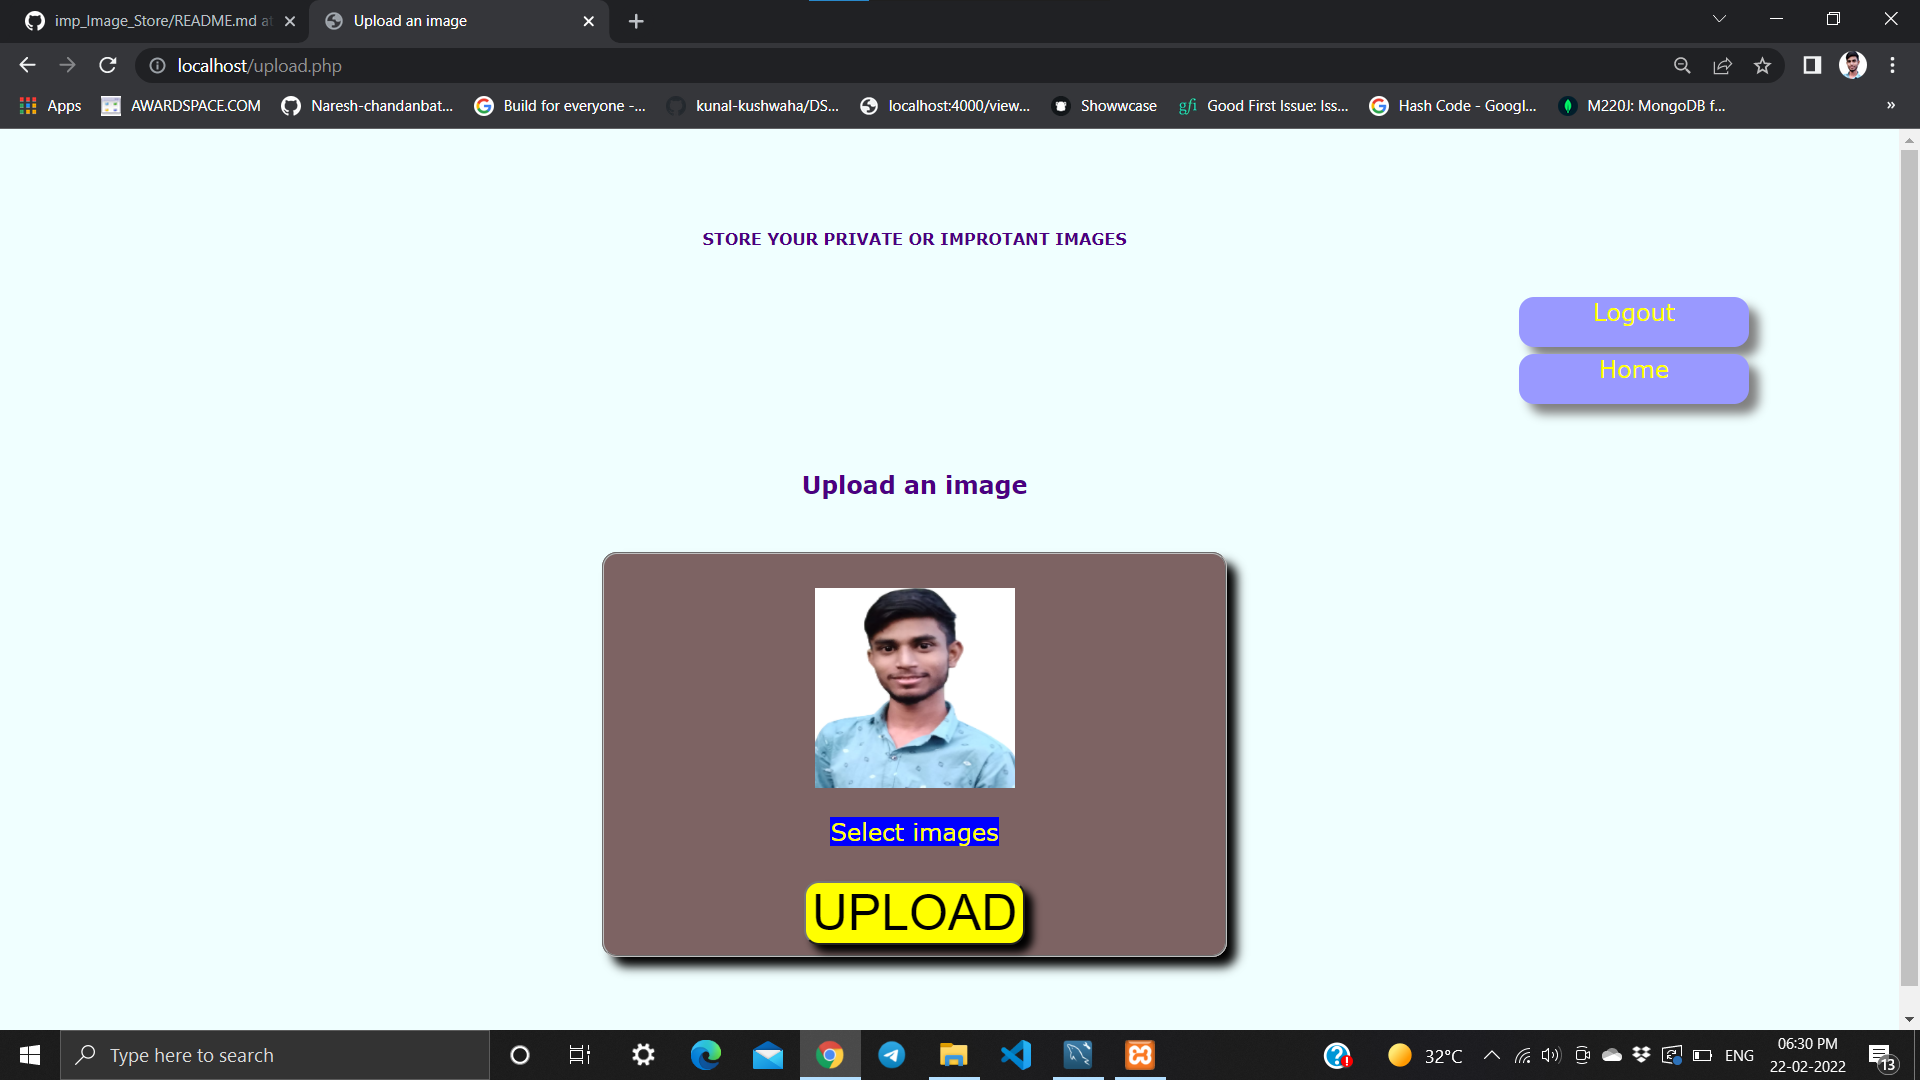 imp_Image_Store/README.md at
Upload an image
localhost/upload.php
Apps
AWARDSPACE.COM
Naresh-chandanbat...
Build for everyone -...
kunal-kushwaha/DS...
localhost:4000/view...
Showwcase
gfi
Good First Issue: Iss...
Hash Code - Googl...
M220J: MongoDB f...
»
STORE YOUR PRIVATE OR IMPROTANT IMAGES
Logout
Home
Upload an image
Select images
UPLOAD
Type here to search
32°C
ENG
06:30 PM
22-02-2022
13